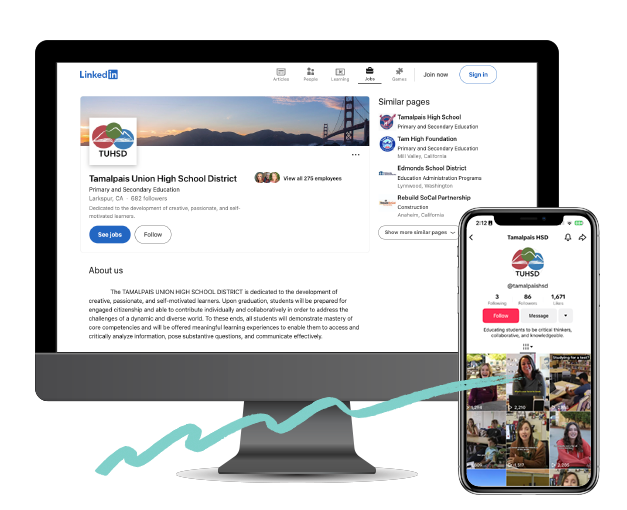 LinkedIn
Articles
People
Learning
Jobs
Games
Join now
Sign in
TUHSD
Tamalpais Union High School District
Primary and Secondary Education
Larkspur, CA · 682 followers
Dedicated to the development of creative, passionate, and self-
motivated learners.
View all 275 employees
See jobs
Follow
Similar pages
Tamalpais High School
Primary and Secondary Education
Tam High Foundation
Primary and Secondary Education
Mill Valley, California
Edmonds School District
Education Administration Programs
Lynnwood, Washington
Rebuild SoCal Partnership
Construction
Anaheim, California
Show more similar pages
About us
The TAMALPAIS UNION HIGH SCHOOL DISTRICT is dedicated to the development of
creative, passionate, and self-motivated learners. Upon graduation, students will be prepared for
engaged citizenship and able to contribute individually and collaboratively in order to address the
challenges of a dynamic and diverse world. To these ends, all students will demonstrate mastery of
core competencies and will be offered meaningful learning experiences to enable them to access and
critically analyze information, pose substantive questions, and communicate effectively.
2:12
Tamalpais HSD
TUHSD
@tamalpaishsd
3
Following
86
Followers
1,671
Likes
Follow
Message
Educating students to be critical thinkers,
collaborative, and knowledgeable.
Studying for a test?
2,210